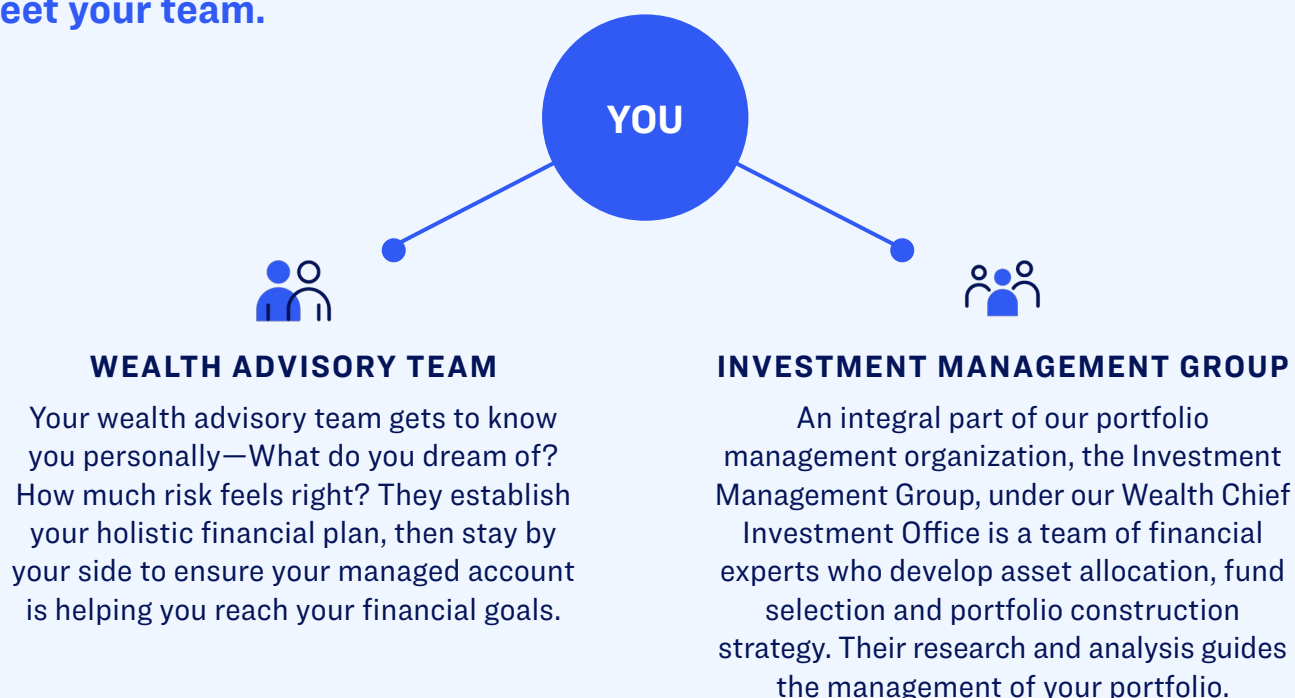 eet your team.
YOU
WEALTH ADVISORY TEAM
Your wealth advisory team gets to know
you personally—What do you dream of?
How much risk feels right? They establish
your holistic financial plan, then stay by
your side to ensure your managed account
is helping you reach your financial goals.
INVESTMENT MANAGEMENT GROUP
An integral part of our portfolio
management organization, the Investment
Management Group, under our Wealth Chief
Investment Office is a team of financial
experts who develop asset allocation, fund
selection and portfolio construction
strategy. Their research and analysis guides
the management of your portfolio.